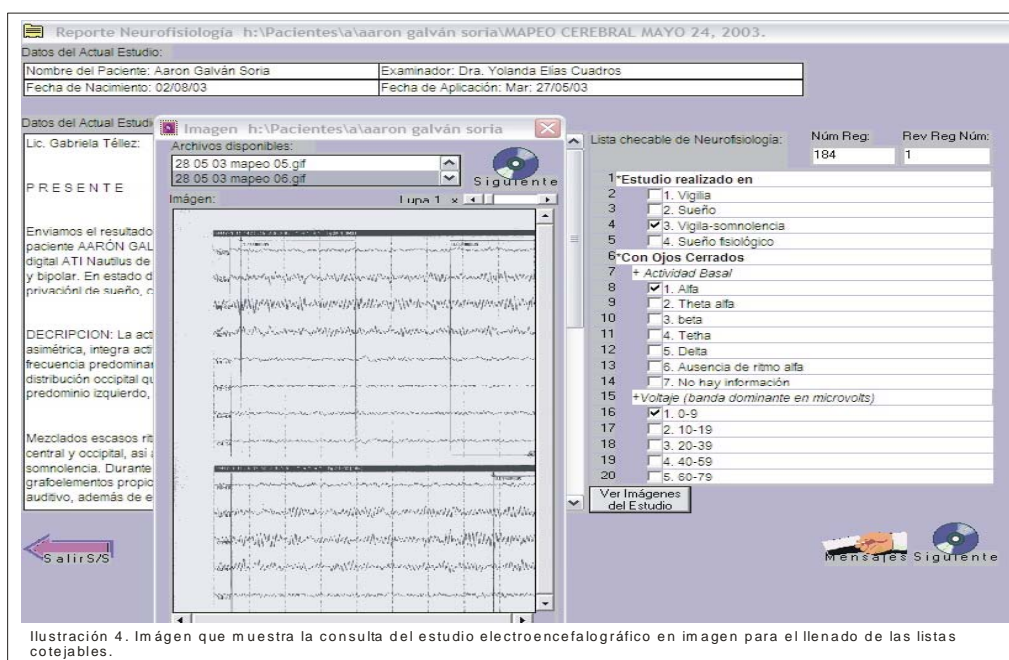 Reporte Neurofisiología h:\Pacientes\a\aaron galván soria\MAPEO CEREBRAL MAYO 24, 2003.
Datos del Actual Estudio:
Nombre del Paciente: Aaron Galván Soria
Examinador: Dra. Yolanda Elías Cuadros
Fecha de Nacimiento: 02/08/03
Fecha de Aplicación: Mar: 27/05/03
Datos del Actual Estudi
Lic. Gabriela Téllez:
P R E S E N T E
Enviamos el resultado
paciente AARÓN GAL
digital ATI Nautilus de
y bipolar. En estado d
privacióni de sueño, c
DECRIPCION: La act
asimétrica, integra acti
frecuencia predominar
distribución occipital qu
predominio izquierdo,
Mezclados escasos rit
central y occipital, así a
somnolencia. Durante
grafoelementos propio
auditivo, además de e
Imagen h:\Pacientes\a\aaron galván soria
Archivos disponibles:
28 05 03 mapeo 05.gif
28 05 03 mapeo 06.gif
Siguiente
Imágen:
Lupa 1 x
Lista checable de Neurofisiología:
Núm Reg:
Rev Reg Núm:
184
1
1 *Estudio realizado en
2 1. Vigilia
3 2. Sueño
4 3. Vigila-somnolencia
5 4. Sueño fisiológico
6 *Con Ojos Cerrados
7 + Actividad Basal
8 1. Alfa
9 2. Theta alfa
10 3. beta
11 4. Tetha
12 5. Delta
13 6. Ausencia de ritmo alfa
14 7. No hay información
15 +Voltaje (banda dominante en microvolts)
16 1. 0-9
17 2. 10-19
18 3. 20-39
19 4. 40-59
20 5. 60-79
Ver Imágenes
del Estudio
Salir S/S
Mensajes
Siguiente
Ilustración 4. Imágen que muestra la consulta del estudio electroencefalográfico en imagen para el llenado de las listas
cotejables.